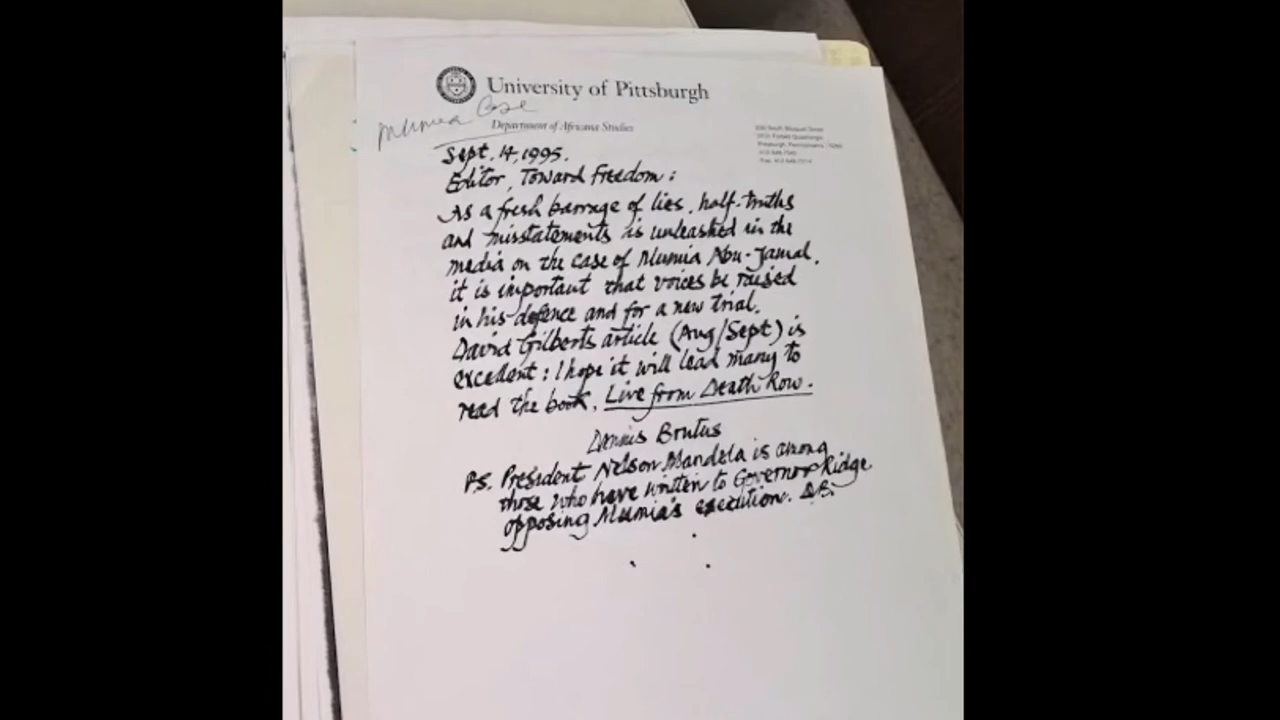 University of Pittsburgh
Mumia Case
Department of Africana Studies
Pittsburgh, Pennsylvania
Sept. 14, 1995.
Editor, Toward Freedom:
As a fresh barrage of lies, half-truths
and misstatements is unleashed in the
media on the case of Mumia Abu-Jamal,
it is important that voices be raised
in his defence and for a new trial.
David Gilberts article (Aug/Sept) is
excellent: I hope it will lead many to
read the book, Live from Death Row.
Dennis Brutus
P.S. President Nelson Mandela is among
those who have written to Governor Ridge
opposing Mumia's execution. D.B.